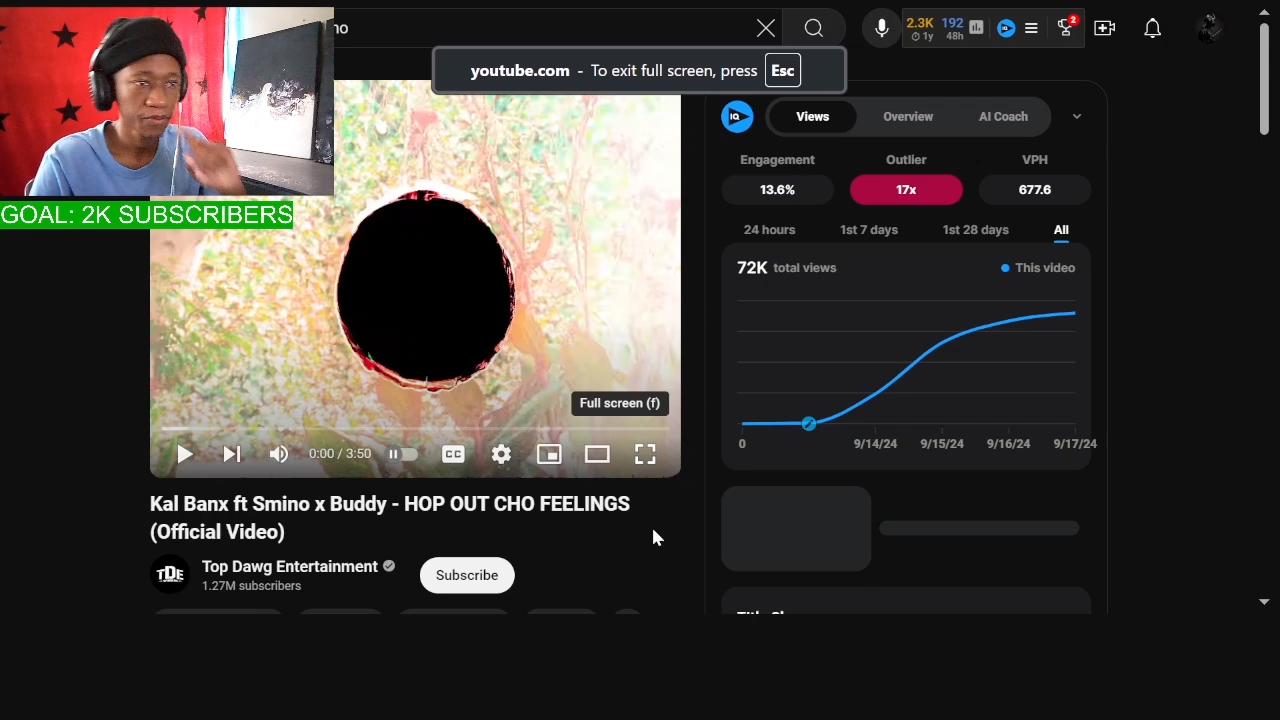 no
2.3K 192
1y 48h
2
youtube.com - To exit full screen, press Esc
GOAL: 2K SUBSCRIBERS
IQ Views Overview AI Coach
Engagement Outlier VPH
13.6% 17x 677.6
24 hours 1st 7 days 1st 28 days All
72K total views This video
0 9/14/24 9/15/24 9/16/24 9/17/24
Full screen (f)
0:00 / 3:50 CC
Kal Banx ft Smino x Buddy - HOP OUT CHO FEELINGS
(Official Video)
TDE Top Dawg Entertainment
1.27M subscribers
Subscribe